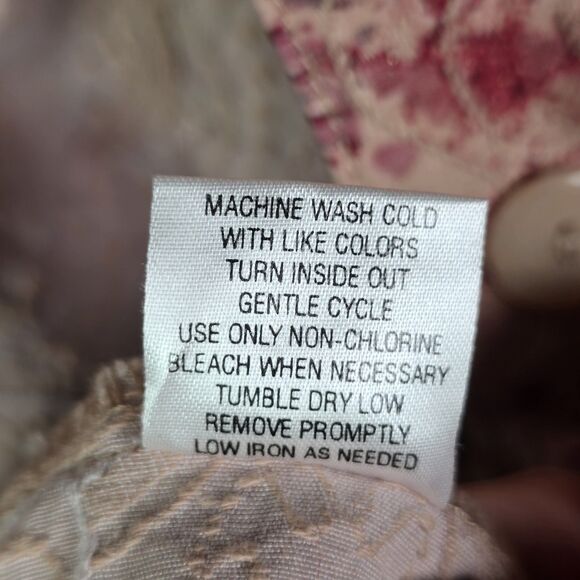 MACHINE WASH COLD
WITH LIKE COLORS
TURN INSIDE OUT
GENTLE CYCLE
USE ONLY NON-CHLORINE
BLEACH WHEN NECESSARY
TUMBLE DRY LOW
REMOVE PROMPTLY
LOW IRON AS NEEDED